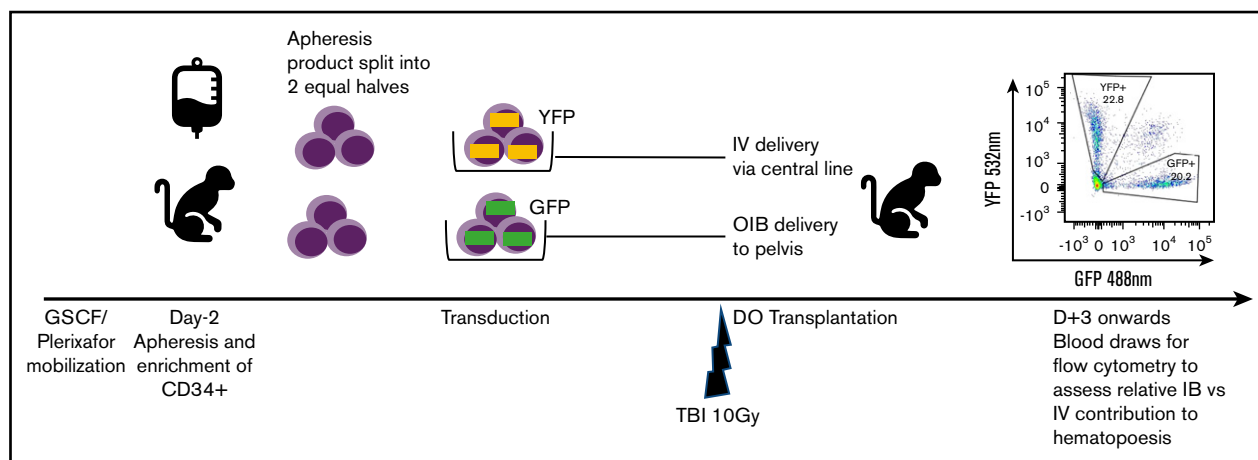 Apheresis
product split into
2 equal halves
YFP
GFP
IV delivery
via central line
OIB delivery
to pelvis
YFP 532nm
10^5
10^4
10^3
0
-10^3
YFP+
22.8
GFP+
20.2
-10^3 0 10^3 10^4 10^5
GFP 488nm
GSCF/
Plerixafor
mobilization
Day-2
Apheresis and
enrichment of
CD34+
Transduction
DO Transplantation
TBI 10Gy
D+3 onwards
Blood draws for
flow cytometry to
assess relative IB vs
IV contribution to
hematopoesis